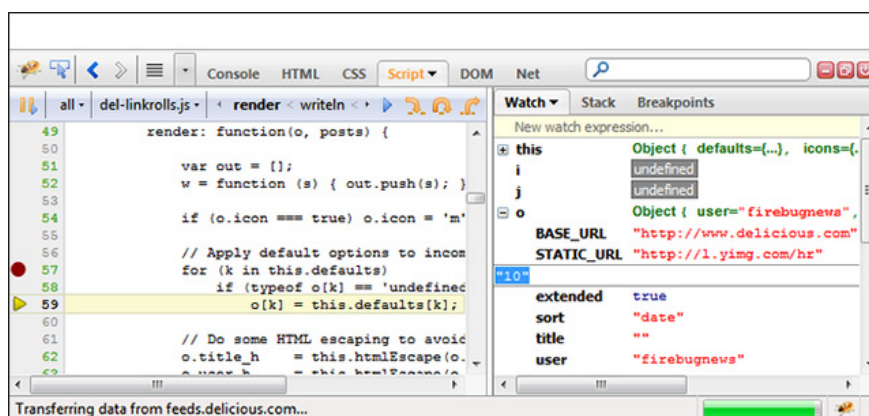 Console HTML CSS Script DOM Net
all del-linkrolls.js render < writeln <
Watch Stack Breakpoints
New watch expression...
49 render: function(o, posts) {
50
51 var out = [];
52 w = function (s) { out.push(s); }
53
54 if (o.icon === true) o.icon = 'm'
55
56 // Apply default options to incom
57 for (k in this.defaults)
58 if (typeof o[k] == 'undefined
59 o[k] = this.defaults[k];
60
61 // Do some HTML escaping to avoid
62 o.title_h = this.htmlEscape(o.
63 o.user_h = this.htmlEscape(o
this Object { defaults={...}, icons={.
i undefined
j undefined
o Object { user="firebugnews",
BASE_URL "http://www.delicious.com"
STATIC_URL "http://l.yimg.com/hr"
"10"
extended true
sort "date"
title ""
user "firebugnews"
Transferring data from feeds.delicious.com...